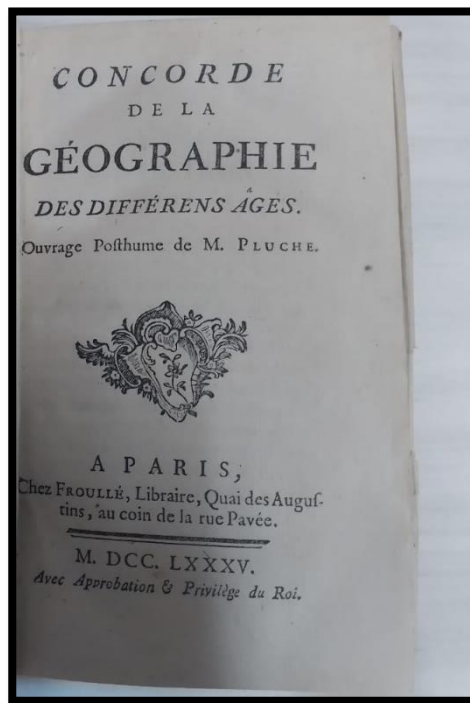 CONCORDE
DE LA
GÉOGRAPHIE
DES DIFFÉRENS ÂGES.
Ouvrage Poſthume de M. PLUCHE.
A PARIS,
Chez FROULLÉ, Libraire, Quai des Auguſ-
tins, au coin de la rue Pavée.
M. DCC. LXXXV.
Avec Approbation & Privilège du Roi.